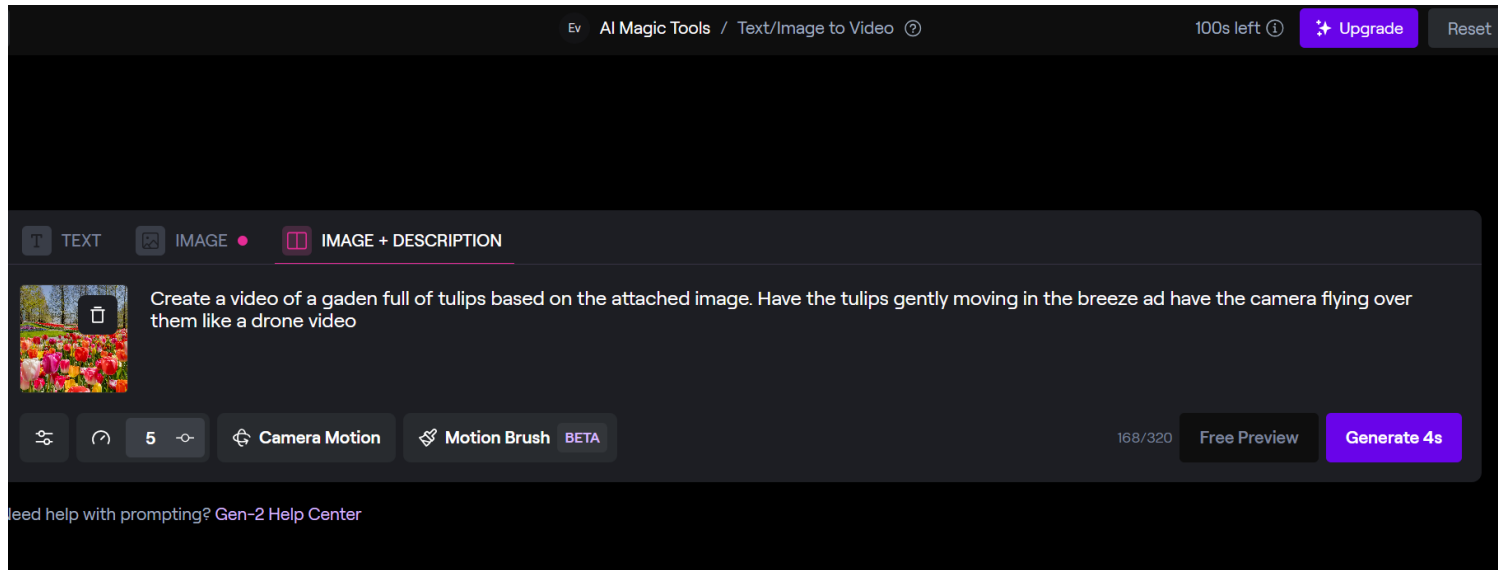 Ev AI Magic Tools / Text/Image to Video ? 100s left i Upgrade Reset
T TEXT IMAGE IMAGE + DESCRIPTION
Create a video of a gaden full of tulips based on the attached image. Have the tulips gently moving in the breeze ad have the camera flying over
them like a drone video
5 Camera Motion Motion Brush BETA 168/320 Free Preview Generate 4s
Need help with prompting? Gen-2 Help Center